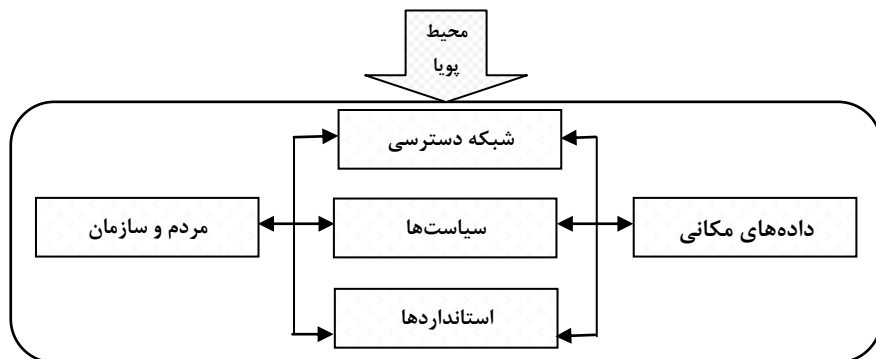 محیط
پویا
شبکه دسترسی
داده‌های مکانی
سیاست‌ها
مردم و سازمان
استانداردها